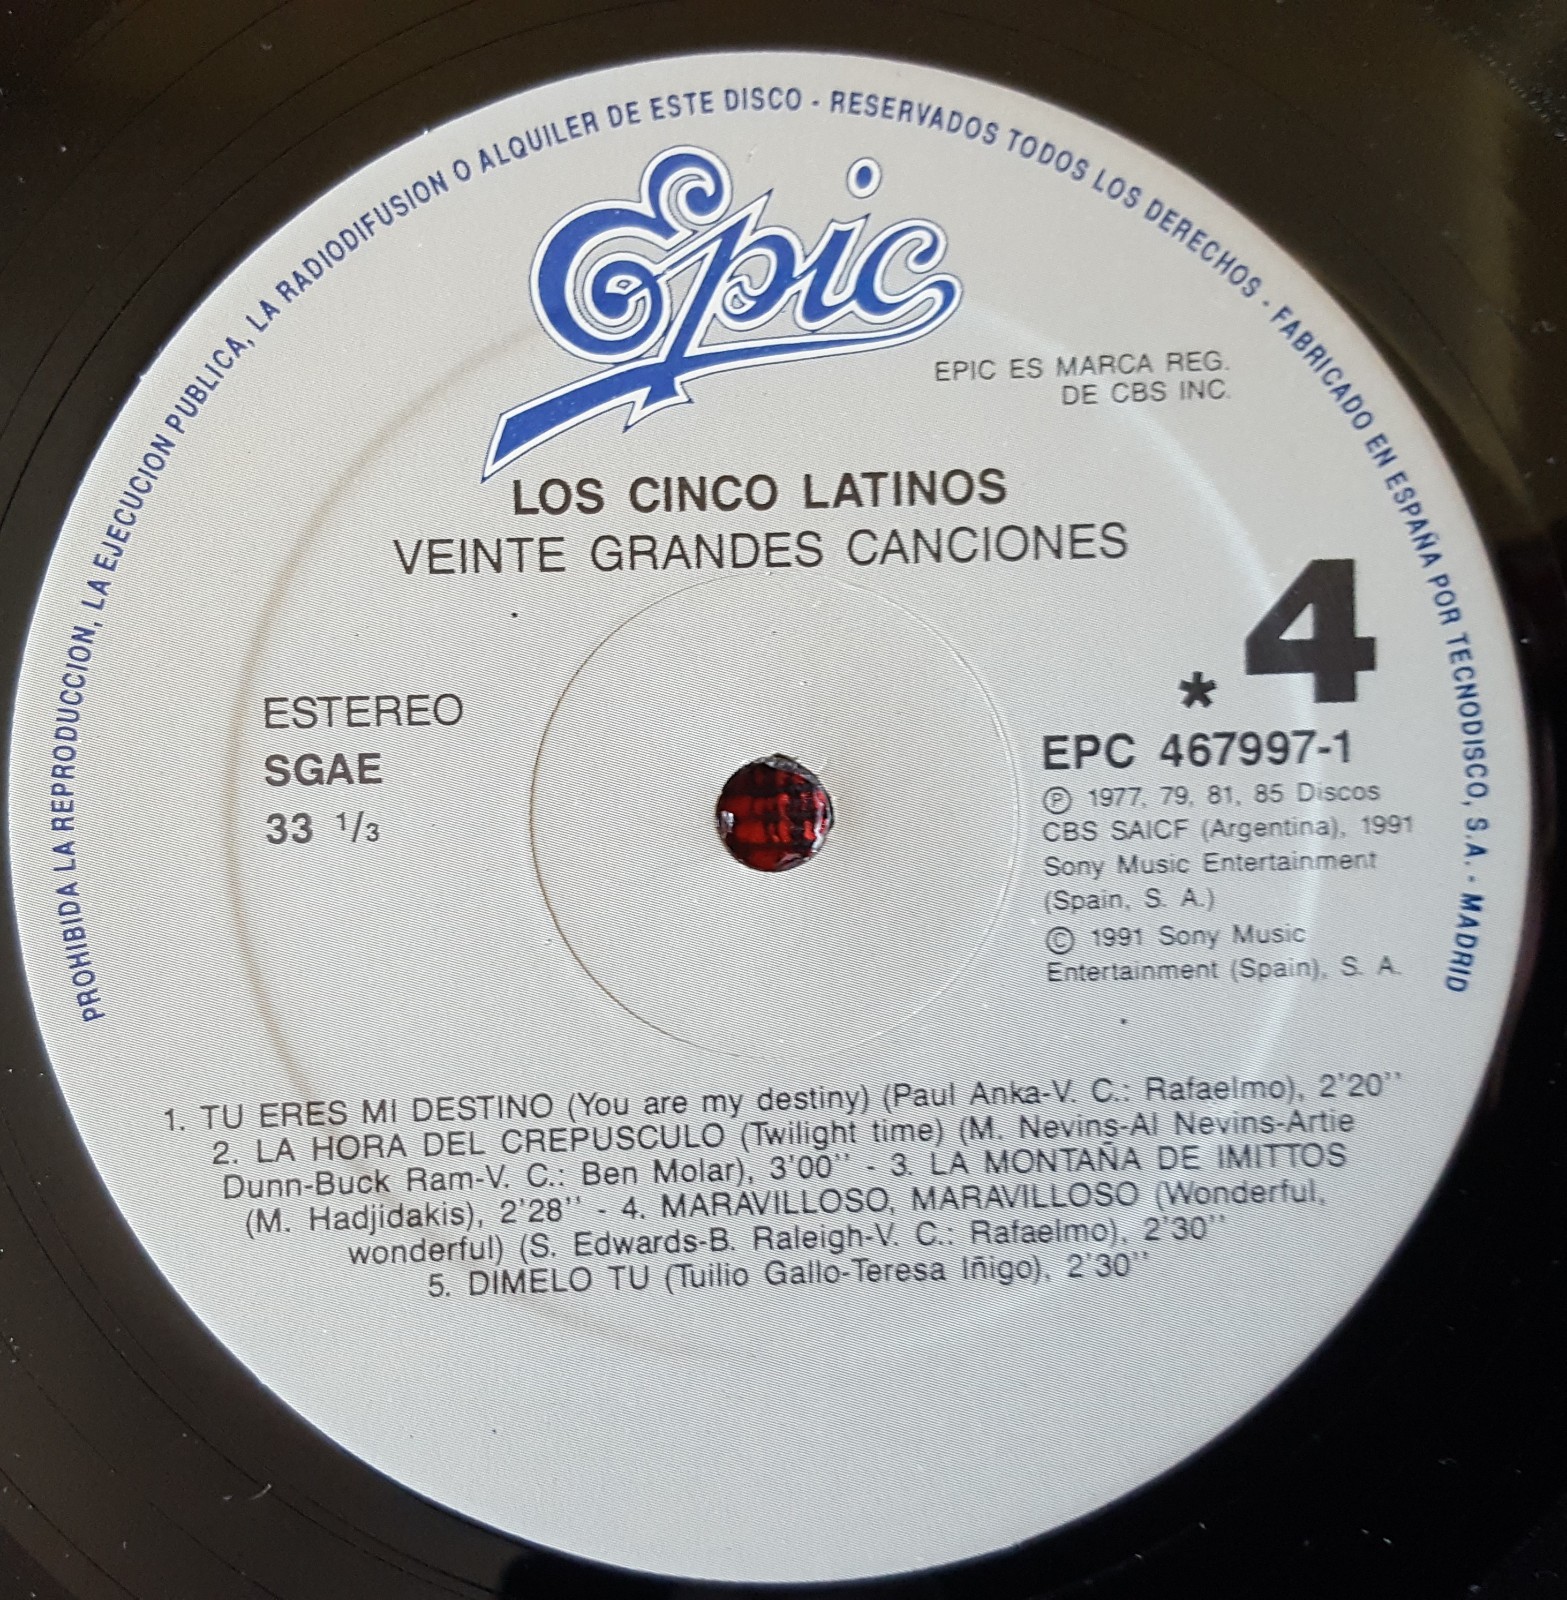 PROHIBIDA LA REPRODUCCION, LA EJECUCION PUBLICA, LA RADIODIFUSION O ALQUILER DE ESTE DISCO - RESERVADOS TODOS LOS DERECHOS - FABRICADO EN ESPAÑA POR TECNODISCO, S.A. - MADRID
Epic
EPIC ES MARCA REG.
DE CBS INC.
LOS CINCO LATINOS
VEINTE GRANDES CANCIONES
ESTEREO
SGAE
33 1/3
* 4
EPC 467997-1
Ⓟ 1977, 79, 81, 85 Discos
CBS SAICF (Argentina), 1991
Sony Music Entertainment
(Spain, S. A.)
© 1991 Sony Music
Entertainment (Spain), S. A.
1. TU ERES MI DESTINO (You are my destiny) (Paul Anka-V. C.: Rafaelmo), 2'20''
2. LA HORA DEL CREPUSCULO (Twilight time) (M. Nevins-Al Nevins-Artie
Dunn-Buck Ram-V. C.: Ben Molar), 3'00'' - 3. LA MONTAÑA DE IMITTOS
(M. Hadjidakis), 2'28'' - 4. MARAVILLOSO, MARAVILLOSO (Wonderful,
wonderful) (S. Edwards-B. Raleigh-V. C.: Rafaelmo), 2'30''
5. DIMELO TU (Tuilio Gallo-Teresa Iñigo), 2'30''